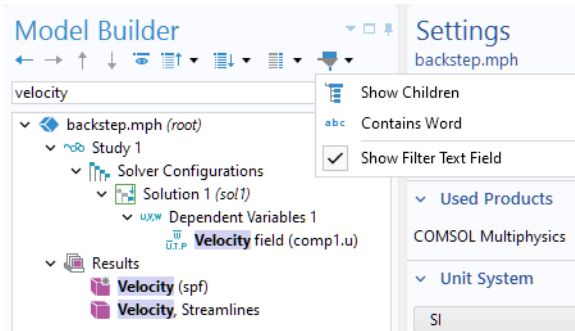 Model Builder
velocity
backstep.mph (root)
Study 1
Solver Configurations
Solution 1 (sol1)
u,v,w Dependent Variables 1
u̅ U.T.P Velocity field (comp1.u)
Results
Velocity (spf)
Velocity, Streamlines
Show Children
abc Contains Word
Show Filter Text Field
Settings
backstep.mph
Used Products
COMSOL Multiphysics
Unit System
SI